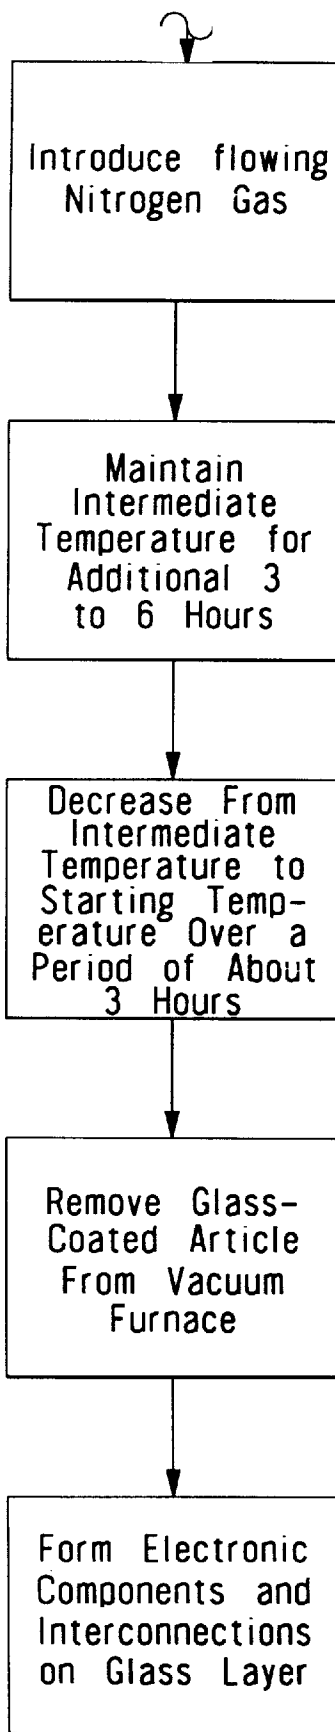 Introduce flowing
Nitrogen Gas
Maintain
Intermediate
Temperature for
Additional 3
to 6 Hours
Decrease From
Intermediate
Temperature to
Starting Temp-
erature Over a
Period of About
3 Hours
Remove Glass-
Coated Article
From Vacuum
Furnace
Form Electronic
Components and
Interconnections
on Glass Layer